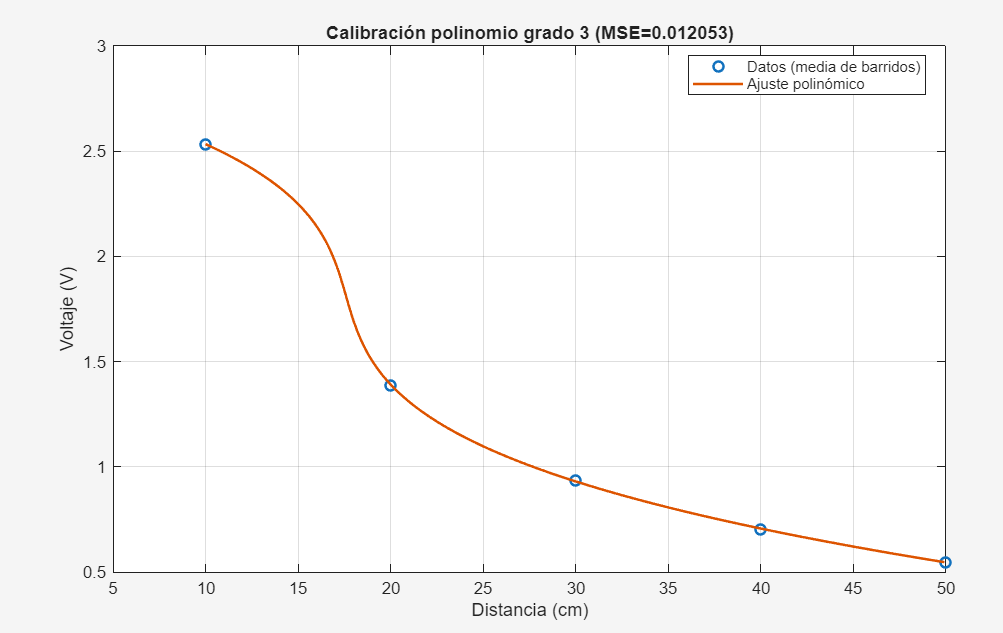 Calibración polinomio grado 3 (MSE=0.012053)
Datos (media de barridos)
Ajuste polinómico
3
2.5
2
1.5
1
0.5
Voltaje (V)
5 10 15 20 25 30 35 40 45 50
Distancia (cm)